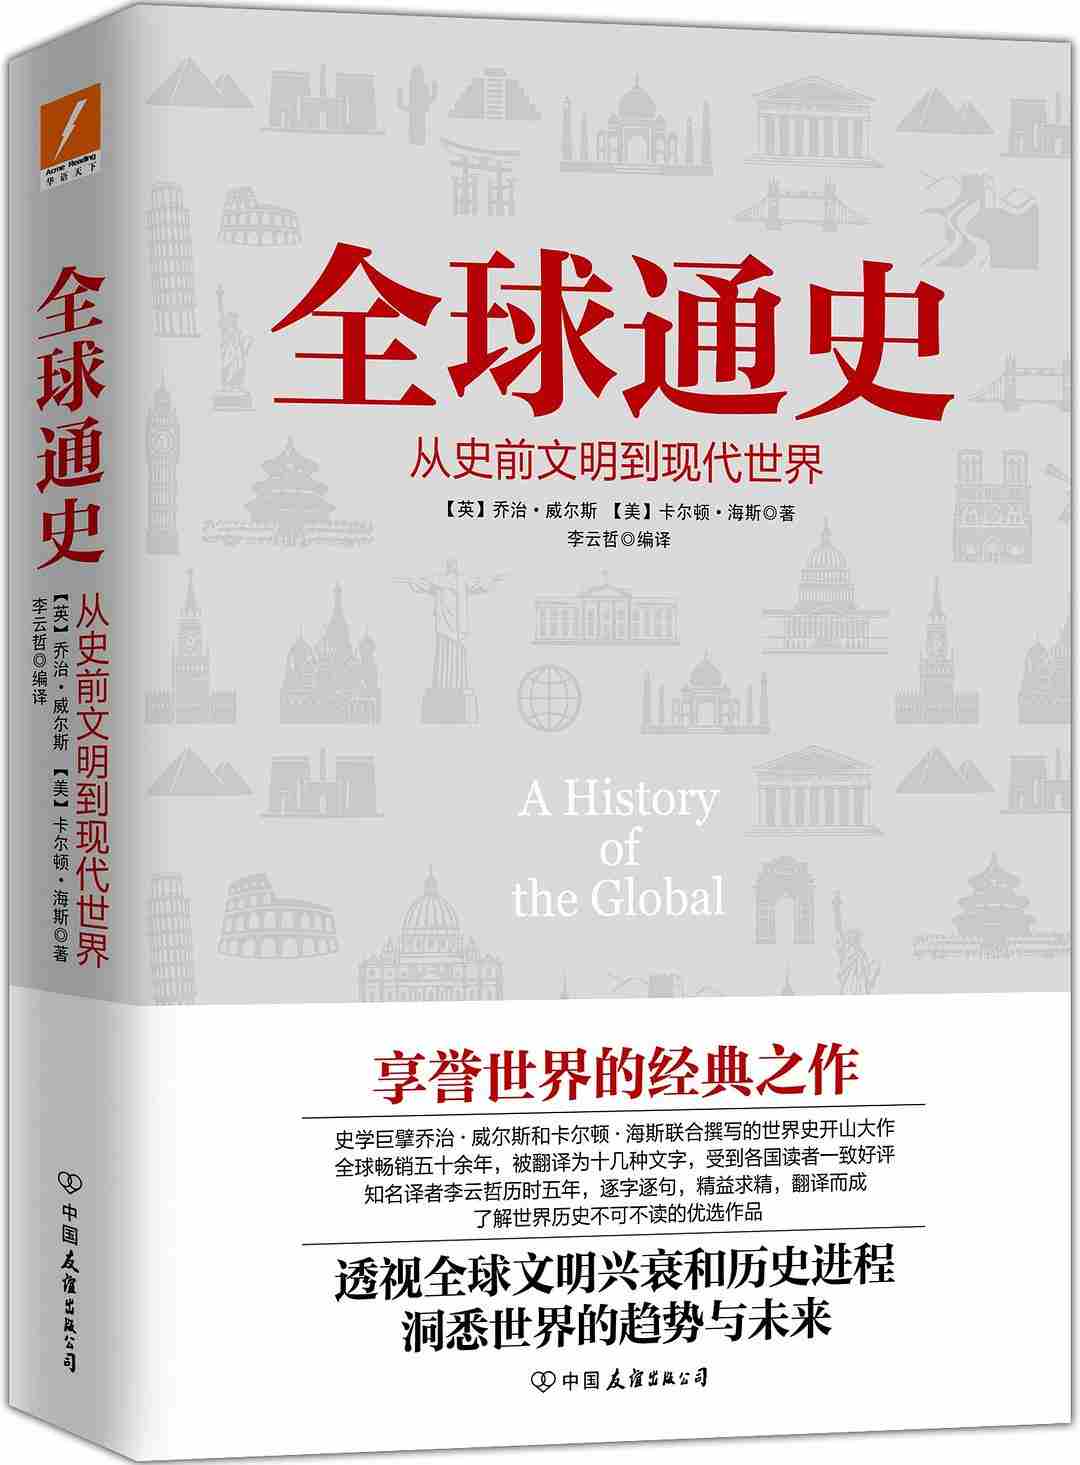 全球通史
从史前文明到现代世界
【英】乔治·威尔斯 【美】卡尔顿·海斯◎著
李云哲◎编译
A History
of
the Global
享誉世界的经典之作
史学巨擘乔治·威尔斯和卡尔顿·海斯联合撰写的世界史开山大作
全球畅销五十余年，被翻译为十几种文字，受到各国读者一致好评
知名译者李云哲历时五年，逐字逐句，精益求精，翻译而成
了解世界历史不可不读的优选作品
透视全球文明兴衰和历史进程
洞悉世界的趋势与未来
中国友谊出版公司
Acme Reading
华语天下
全球通史
从史前文明到现代世界
【英】乔治·威尔斯 【美】卡尔顿·海斯◎著
李云哲◎编译
中国友谊出版公司